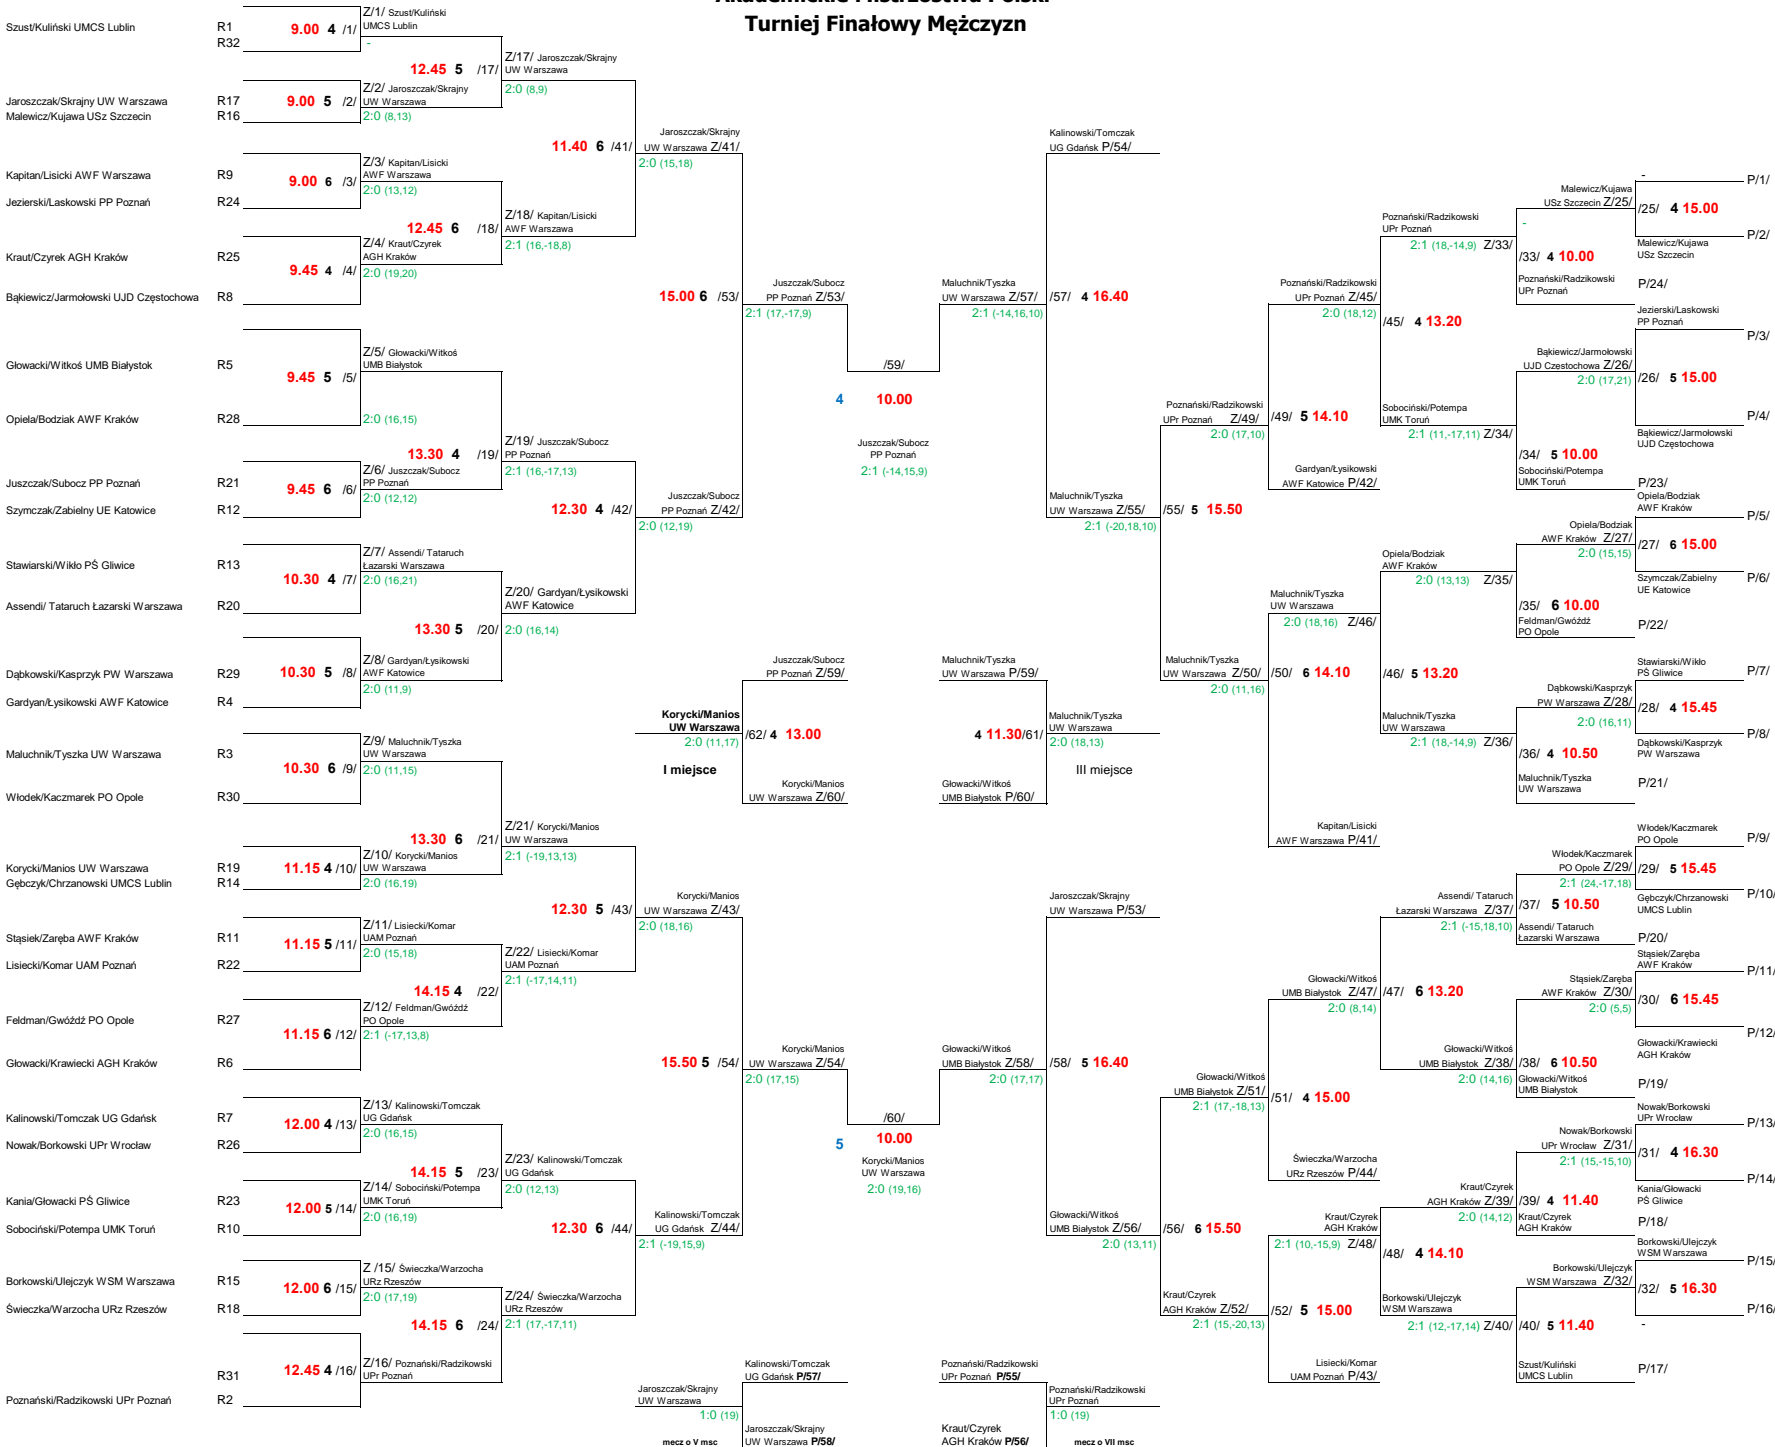 Akademickie Mistrzostwa Polski
Turniej Finałowy Mężczyzn
Szust/Kuliński UMCS Lublin R1
R32
9.00 4 /1/
Z/1/ Szust/Kuliński
UMCS Lublin
-
12.45 5 /17/
Z/17/ Jaroszczak/Skrajny
UW Warszawa
2:0 (8,9)
Jaroszczak/Skrajny UW Warszawa R17
Malewicz/Kujawa USz Szczecin R16
9.00 5 /2/
Z/2/ Jaroszczak/Skrajny
UW Warszawa
2:0 (8,13)
11.40 6 /41/
Jaroszczak/Skrajny
UW Warszawa Z/41/
2:0 (15,18)
Kapitan/Lisicki AWF Warszawa R9
Jezierski/Laskowski PP Poznań R24
9.00 6 /3/
Z/3/ Kapitan/Lisicki
AWF Warszawa
2:0 (13,12)
12.45 6 /18/
Z/18/ Kapitan/Lisicki
AWF Warszawa
2:1 (16,-18,8)
Kraut/Czyrek AGH Kraków R25
Bąkiewicz/Jarmołowski UJD Częstochowa R8
9.45 4 /4/
Z/4/ Kraut/Czyrek
AGH Kraków
2:0 (19,20)
15.00 6 /53/
Juszczak/Subocz
PP Poznań Z/53/
2:1 (17,-17,9)
Głowacki/Witkoś UMB Białystok R5
Opiela/Bodziak AWF Kraków R28
9.45 5 /5/
Z/5/ Głowacki/Witkoś
UMB Białystok
2:0 (16,15)
13.30 4 /19/
Z/19/ Juszczak/Subocz
PP Poznań
2:1 (16,-17,13)
Juszczak/Subocz PP Poznań R21
Szymczak/Zabielny UE Katowice R12
9.45 6 /6/
Z/6/ Juszczak/Subocz
PP Poznań
2:0 (12,12)
12.30 4 /42/
Juszczak/Subocz
PP Poznań Z/42/
2:0 (12,19)
Stawiarski/Wikło PŚ Gliwice R13
Assendi/ Tataruch Łazarski Warszawa R20
10.30 4 /7/
Z/7/ Assendi/ Tataruch
Łazarski Warszawa
2:0 (16,21)
13.30 5 /20/
Z/20/ Gardyan/Łysikowski
AWF Katowice
2:0 (16,14)
Dąbkowski/Kasprzyk PW Warszawa R29
Gardyan/Łysikowski AWF Katowice R4
10.30 5 /8/
Z/8/ Gardyan/Łysikowski
AWF Katowice
2:0 (11,9)
Maluchnik/Tyszka UW Warszawa R3
Włodek/Kaczmarek PO Opole R30
10.30 6 /9/
Z/9/ Maluchnik/Tyszka
UW Warszawa
2:0 (11,15)
13.30 6 /21/
Z/21/ Korycki/Manios
UW Warszawa
2:1 (-19,13,13)
Korycki/Manios UW Warszawa R19
Gębczyk/Chrzanowski UMCS Lublin R14
11.15 4 /10/
Z/10/ Korycki/Manios
UW Warszawa
2:0 (16,19)
12.30 5 /43/
Korycki/Manios
UW Warszawa Z/43/
2:0 (18,16)
Stąsiek/Zaręba AWF Kraków R11
Lisiecki/Komar UAM Poznań R22
11.15 5 /11/
Z/11/ Lisiecki/Komar
UAM Poznań
2:0 (15,18)
14.15 4 /22/
Z/22/ Lisiecki/Komar
UAM Poznań
2:1 (-17,14,11)
Feldman/Gwóźdź PO Opole R27
Głowacki/Krawiecki AGH Kraków R6
11.15 6 /12/
Z/12/ Feldman/Gwóźdź
PO Opole
2:1 (-17,13,8)
15.50 5 /54/
Korycki/Manios
UW Warszawa Z/54/
2:0 (17,15)
Kalinowski/Tomczak UG Gdańsk R7
Nowak/Borkowski UPr Wrocław R26
12.00 4 /13/
Z/13/ Kalinowski/Tomczak
UG Gdańsk
2:0 (16,15)
14.15 5 /23/
Z/23/ Kalinowski/Tomczak
UG Gdańsk
2:0 (12,13)
Kania/Głowacki PŚ Gliwice R23
Sobociński/Potempa UMK Toruń R10
12.00 5 /14/
Z/14/ Sobociński/Potempa
UMK Toruń
2:0 (16,19)
12.30 6 /44/
Kalinowski/Tomczak
UG Gdańsk Z/44/
2:1 (-19,15,9)
Borkowski/Ulejczyk WSM Warszawa R15
Świeczka/Warzocha URz Rzeszów R18
12.00 6 /15/
Z /15/ Świeczka/Warzocha
URz Rzeszów
2:0 (17,19)
14.15 6 /24/
Z/24/ Świeczka/Warzocha
URz Rzeszów
2:1 (17,-17,11)
R31
Poznański/Radzikowski UPr Poznań R2
12.45 4 /16/
Z/16/ Poznański/Radzikowski
UPr Poznań
/59/
4 10.00
Juszczak/Subocz
PP Poznań
2:1 (-14,15,9)
Juszczak/Subocz
PP Poznań Z/59/
Korycki/Manios
UW Warszawa
2:0 (11,17)
/62/ 4 13.00
I miejsce
Korycki/Manios
UW Warszawa Z/60/
Maluchnik/Tyszka
UW Warszawa P/59/
4 11.30 /61/
Maluchnik/Tyszka
UW Warszawa
2:0 (18,13)
III miejsce
Głowacki/Witkoś
UMB Białystok P/60/
/60/
5 10.00
Korycki/Manios
UW Warszawa
2:0 (19,16)
Kalinowski/Tomczak
UG Gdańsk P/57/
Jaroszczak/Skrajny
UW Warszawa
1:0 (19)
mecz o V msc
Jaroszczak/Skrajny
UW Warszawa P/58/
Poznański/Radzikowski
UPr Poznań P/55/
Poznański/Radzikowski
UPr Poznań
1:0 (19)
Kraut/Czyrek
AGH Kraków P/56/
mecz o VII msc
Kalinowski/Tomczak
UG Gdańsk P/54/
Maluchnik/Tyszka
UW Warszawa Z/57/
2:1 (-14,16,10)
/57/ 4 16.40
Maluchnik/Tyszka
UW Warszawa Z/55/
2:1 (-20,18,10)
/55/ 5 15.50
Jaroszczak/Skrajny
UW Warszawa P/53/
Głowacki/Witkoś
UMB Białystok Z/58/
2:0 (17,17)
/58/ 5 16.40
Głowacki/Witkoś
UMB Białystok Z/56/
2:0 (13,11)
/56/ 6 15.50
Poznański/Radzikowski
UPr Poznań Z/49/
2:0 (17,10)
/49/ 5 14.10
Maluchnik/Tyszka
UW Warszawa Z/50/
2:0 (11,16)
/50/ 6 14.10
Głowacki/Witkoś
UMB Białystok Z/51/
2:1 (17,-18,13)
/51/ 4 15.00
Kraut/Czyrek
AGH Kraków Z/52/
2:1 (15,-20,13)
/52/ 5 15.00
Poznański/Radzikowski
UPr Poznań Z/45/
2:0 (18,12)
/45/ 4 13.20
Gardyan/Łysikowski
AWF Katowice P/42/
Maluchnik/Tyszka
UW Warszawa
2:0 (18,16) Z/46/
/46/ 5 13.20
Kapitan/Lisicki
AWF Warszawa P/41/
Głowacki/Witkoś
UMB Białystok Z/47/
2:0 (8,14)
/47/ 6 13.20
Świeczka/Warzocha
URz Rzeszów P/44/
Kraut/Czyrek
AGH Kraków
2:1 (10,-15,9) Z/48/
/48/ 4 14.10
Lisiecki/Komar
UAM Poznań P/43/
Poznański/Radzikowski
UPr Poznań
2:1 (18,-14,9) Z/33/
/33/ 4 10.00
Sobociński/Potempa
UMK Toruń
2:1 (11,-17,11) Z/34/
/34/ 5 10.00
Opiela/Bodziak
AWF Kraków
2:0 (13,13) Z/35/
/35/ 6 10.00
Maluchnik/Tyszka
UW Warszawa
2:1 (18,-14,9) Z/36/
/36/ 4 10.50
Assendi/ Tataruch
Łazarski Warszawa Z/37/
2:1 (-15,18,10)
/37/ 5 10.50
Głowacki/Witkoś
UMB Białystok Z/38/
2:0 (14,16)
/38/ 6 10.50
Kraut/Czyrek
AGH Kraków Z/39/
2:0 (14,12)
/39/ 4 11.40
Borkowski/Ulejczyk
WSM Warszawa
2:1 (12,-17,14) Z/40/
/40/ 5 11.40
- P/1/
Malewicz/Kujawa
USz Szczecin Z/25/
-
/25/ 4 15.00
P/2/
Malewicz/Kujawa
USz Szczecin
Poznański/Radzikowski
UPr Poznań
P/24/
Jezierski/Laskowski
PP Poznań
P/3/
Bąkiewicz/Jarmołowski
UJD Częstochowa Z/26/
2:0 (17,21)
/26/ 5 15.00
P/4/
Bąkiewicz/Jarmołowski
UJD Częstochowa
Sobociński/Potempa
UMK Toruń
P/23/
Opiela/Bodziak
AWF Kraków
P/5/
Opiela/Bodziak
AWF Kraków Z/27/
2:0 (15,15)
/27/ 6 15.00
P/6/
Szymczak/Zabielny
UE Katowice
Feldman/Gwóźdź
PO Opole
P/22/
Stawiarski/Wikło
PŚ Gliwice
P/7/
Dąbkowski/Kasprzyk
PW Warszawa Z/28/
2:0 (16,11)
/28/ 4 15.45
P/8/
Dąbkowski/Kasprzyk
PW Warszawa
Maluchnik/Tyszka
UW Warszawa
P/21/
Włodek/Kaczmarek
PO Opole
P/9/
Włodek/Kaczmarek
PO Opole Z/29/
2:1 (24,-17,18)
/29/ 5 15.45
P/10/
Gębczyk/Chrzanowski
UMCS Lublin
Assendi/ Tataruch
Łazarski Warszawa
P/20/
Stąsiek/Zaręba
AWF Kraków
P/11/
Stąsiek/Zaręba
AWF Kraków Z/30/
2:0 (5,5)
/30/ 6 15.45
P/12/
Głowacki/Krawiecki
AGH Kraków
Głowacki/Witkoś
UMB Białystok
P/19/
Nowak/Borkowski
UPr Wrocław
P/13/
Nowak/Borkowski
UPr Wrocław Z/31/
2:1 (15,-15,10)
/31/ 4 16.30
P/14/
Kania/Głowacki
PŚ Gliwice
Kraut/Czyrek
AGH Kraków
P/18/
Borkowski/Ulejczyk
WSM Warszawa
P/15/
Borkowski/Ulejczyk
WSM Warszawa Z/32/
/32/ 5 16.30
P/16/
-
Szust/Kuliński
UMCS Lublin
P/17/